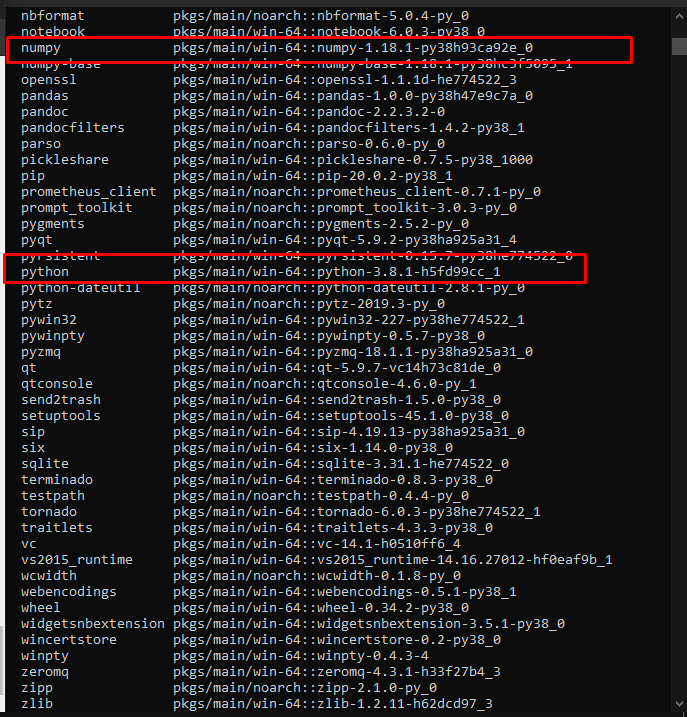 nbformat pkgs/main/noarch::nbformat-5.0.4-py_0
notebook pkgs/main/win-64::notebook-6.0.3-py38_0
numpy pkgs/main/win-64::numpy-1.18.1-py38h93ca92e_0
numpy-base pkgs/main/win-64::numpy-base-1.18.1-py38hc3f5095_1
openssl pkgs/main/win-64::openssl-1.1.1d-he774522_3
pandas pkgs/main/win-64::pandas-1.0.0-py38h47e9c7a_0
pandoc pkgs/main/win-64::pandoc-2.2.3.2-0
pandocfilters pkgs/main/win-64::pandocfilters-1.4.2-py38_1
parso pkgs/main/noarch::parso-0.6.0-py_0
pickleshare pkgs/main/win-64::pickleshare-0.7.5-py38_1000
pip pkgs/main/win-64::pip-20.0.2-py38_1
prometheus_client pkgs/main/noarch::prometheus_client-0.7.1-py_0
prompt_toolkit pkgs/main/noarch::prompt_toolkit-3.0.3-py_0
pygments pkgs/main/noarch::pygments-2.5.2-py_0
pyqt pkgs/main/win-64::pyqt-5.9.2-py38ha925a31_4
pyrsistent pkgs/main/win-64::pyrsistent-0.15.7-py38he774522_0
python pkgs/main/win-64::python-3.8.1-h5fd99cc_1
python-dateutil pkgs/main/noarch::python-dateutil-2.8.1-py_0
pytz pkgs/main/noarch::pytz-2019.3-py_0
pywin32 pkgs/main/win-64::pywin32-227-py38he774522_1
pywinpty pkgs/main/win-64::pywinpty-0.5.7-py38_0
pyzmq pkgs/main/win-64::pyzmq-18.1.1-py38ha925a31_0
qt pkgs/main/win-64::qt-5.9.7-vc14h73c81de_0
qtconsole pkgs/main/noarch::qtconsole-4.6.0-py_1
send2trash pkgs/main/win-64::send2trash-1.5.0-py38_0
setuptools pkgs/main/win-64::setuptools-45.1.0-py38_0
sip pkgs/main/win-64::sip-4.19.13-py38ha925a31_0
six pkgs/main/win-64::six-1.14.0-py38_0
sqlite pkgs/main/win-64::sqlite-3.31.1-he774522_0
terminado pkgs/main/win-64::terminado-0.8.3-py38_0
testpath pkgs/main/noarch::testpath-0.4.4-py_0
tornado pkgs/main/win-64::tornado-6.0.3-py38he774522_1
traitlets pkgs/main/win-64::traitlets-4.3.3-py38_0
vc pkgs/main/win-64::vc-14.1-h0510ff6_4
vs2015_runtime pkgs/main/win-64::vs2015_runtime-14.16.27012-hf0eaf9b_1
wcwidth pkgs/main/noarch::wcwidth-0.1.8-py_0
webencodings pkgs/main/win-64::webencodings-0.5.1-py38_1
wheel pkgs/main/win-64::wheel-0.34.2-py38_0
widgetsnbextension pkgs/main/win-64::widgetsnbextension-3.5.1-py38_0
wincertstore pkgs/main/win-64::wincertstore-0.2-py38_0
winpty pkgs/main/win-64::winpty-0.4.3-4
zeromq pkgs/main/win-64::zeromq-4.3.1-h33f27b4_3
zipp pkgs/main/noarch::zipp-2.1.0-py_0
zlib pkgs/main/win-64::zlib-1.2.11-h62dcd97_3